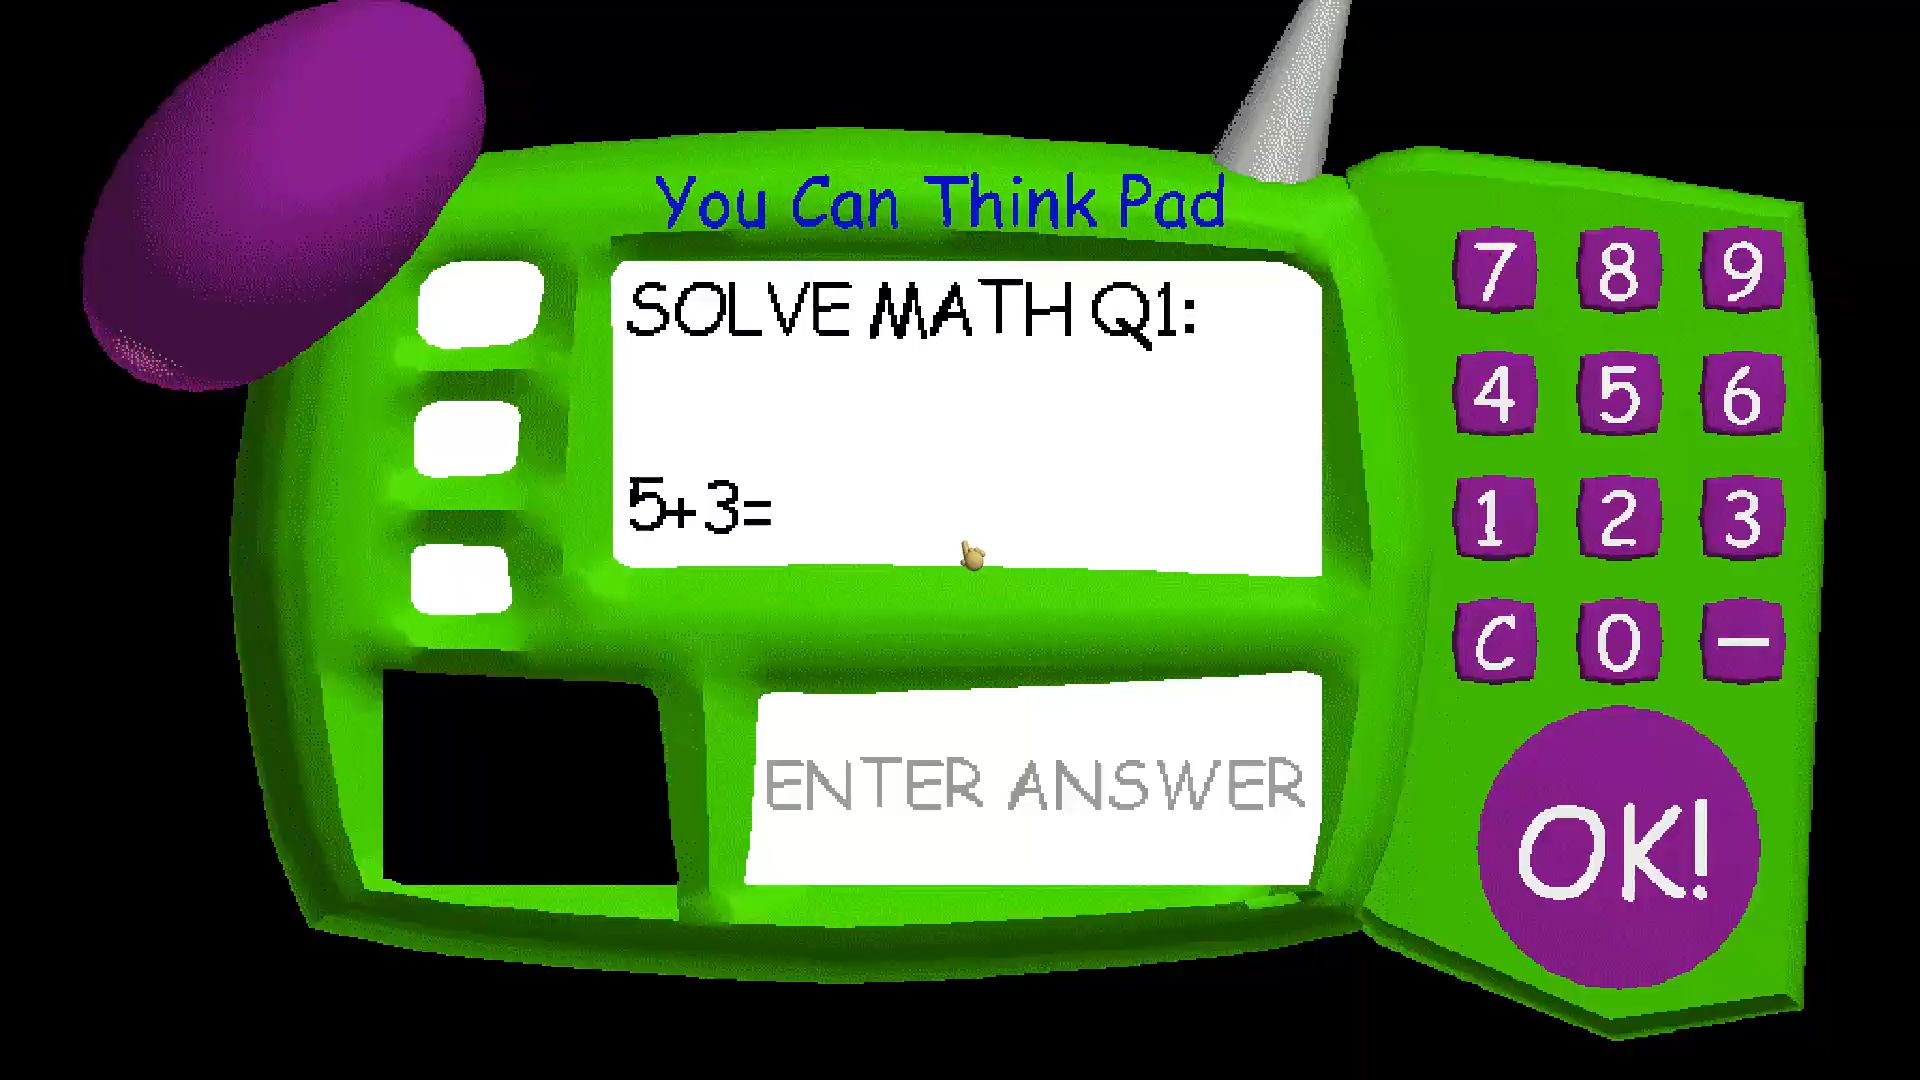 You Can Think Pad
SOLVE MATH Q1:
5+3=
ENTER ANSWER
7 8 9
4 5 6
1 2 3
C 0 −
OK!